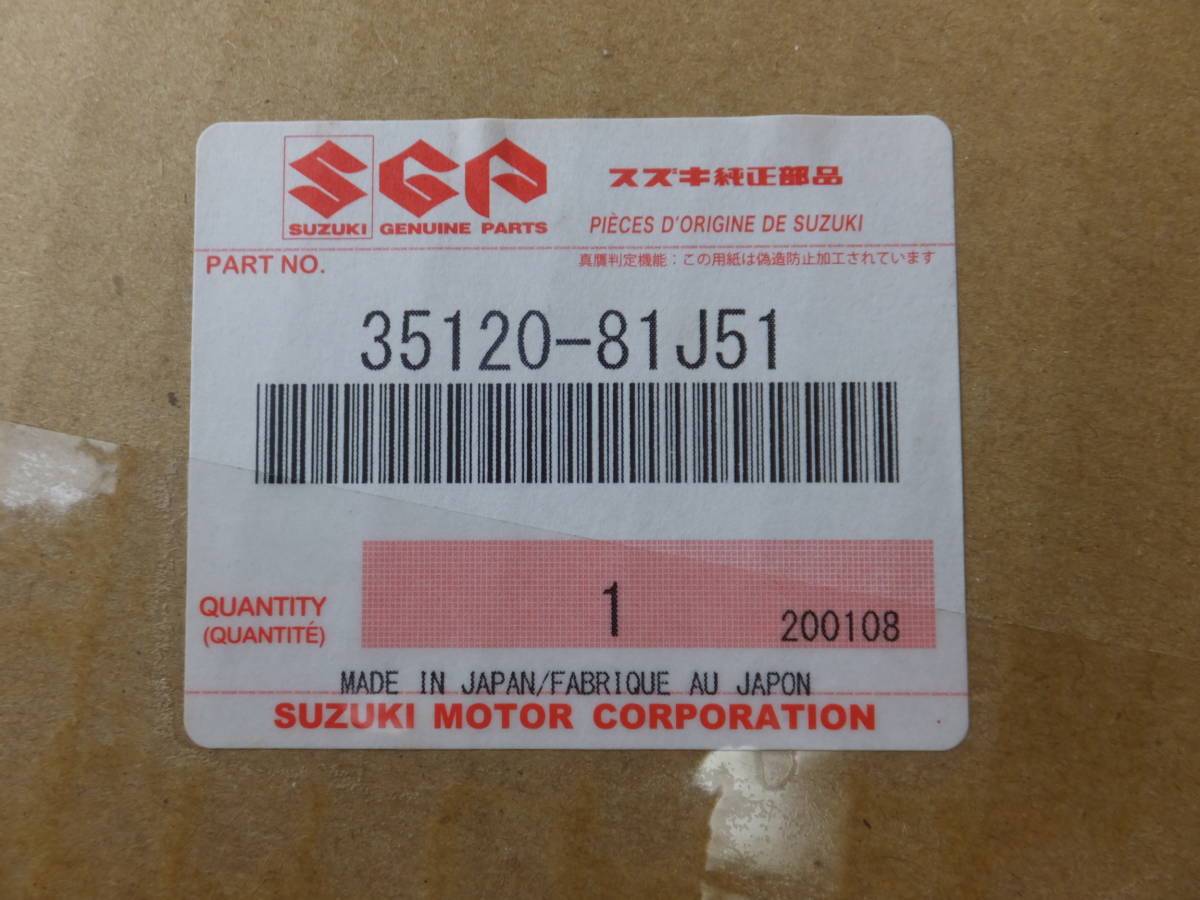 SGP
スズキ純正部品
SUZUKI GENUINE PARTS
PIÈCES D'ORIGINE DE SUZUKI
PART NO.
真贋判定機能：この用紙は偽造防止加工されています
35120-81J51
QUANTITY
(QUANTITÉ)
1
200108
MADE IN JAPAN/FABRIQUE AU JAPON
SUZUKI MOTOR CORPORATION